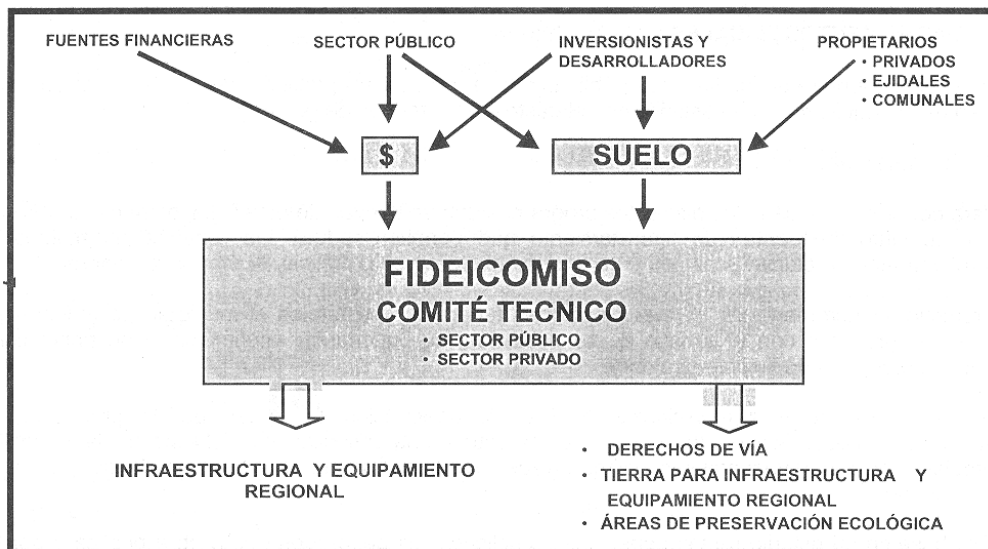 FUENTES FINANCIERAS
SECTOR PÚBLICO
INVERSIONISTAS Y
DESARROLLADORES
PROPIETARIOS
• PRIVADOS
• EJIDALES
• COMUNALES
$
SUELO
FIDEICOMISO
COMITÉ TECNICO
• SECTOR PÚBLICO
• SECTOR PRIVADO
INFRAESTRUCTURA Y EQUIPAMIENTO
REGIONAL
• DERECHOS DE VÍA
• TIERRA PARA INFRAESTRUCTURA Y
EQUIPAMIENTO REGIONAL
• ÁREAS DE PRESERVACIÓN ECOLÓGICA